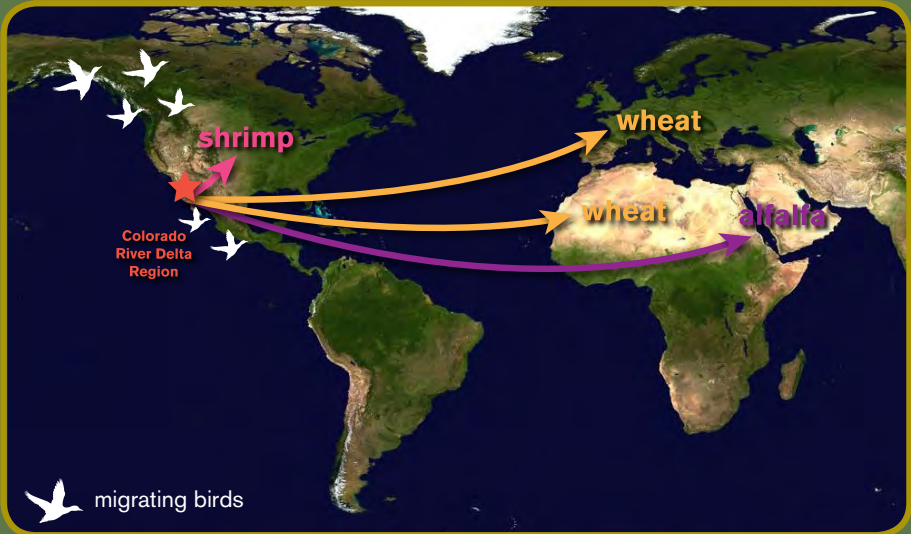 shrimp
wheat
wheat
alfalfa
Colorado
River Delta
Region
migrating birds